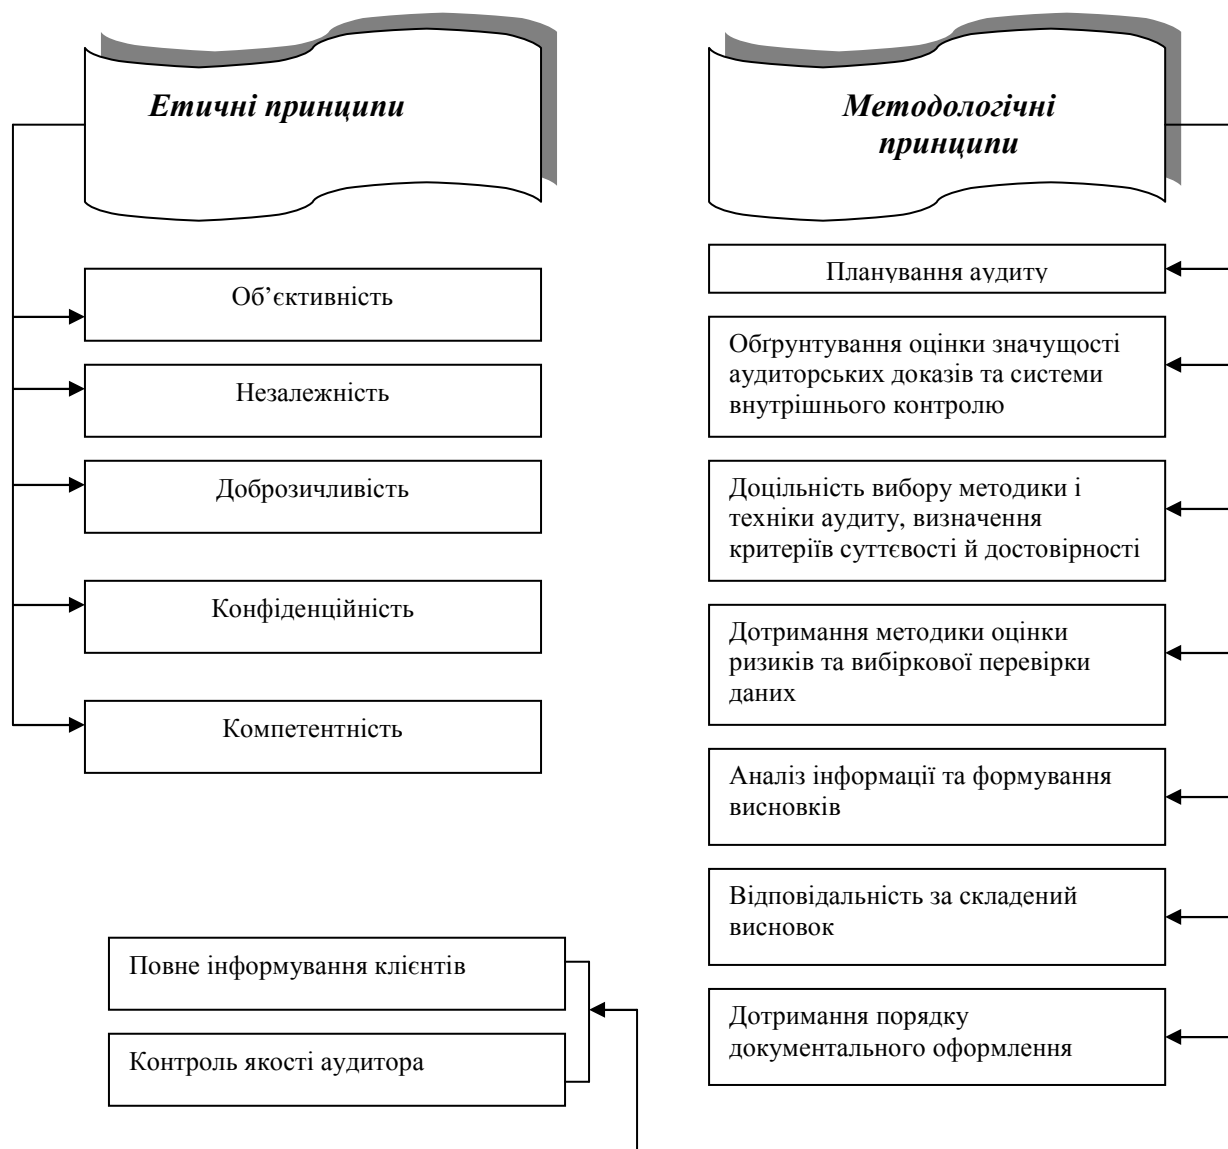 Етичні принципи
Об’єктивність
Незалежність
Доброзичливість
Конфіденційність
Компетентність
Повне інформування клієнтів
Контроль якості аудитора
Методологічні
принципи
Планування аудиту
Обґрунтування оцінки значущості
аудиторських доказів та системи
внутрішнього контролю
Доцільність вибору методики і
техніки аудиту, визначення
критеріїв суттєвості й достовірності
Дотримання методики оцінки
ризиків та вибіркової перевірки
даних
Аналіз інформації та формування
висновків
Відповідальність за складений
висновок
Дотримання порядку
документального оформлення